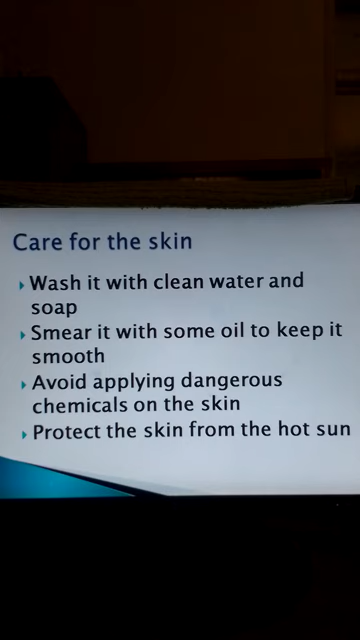 Care for the skin
Wash it with clean water and
soap
Smear it with some oil to keep it
smooth
Avoid applying dangerous
chemicals on the skin
Protect the skin from the hot sun